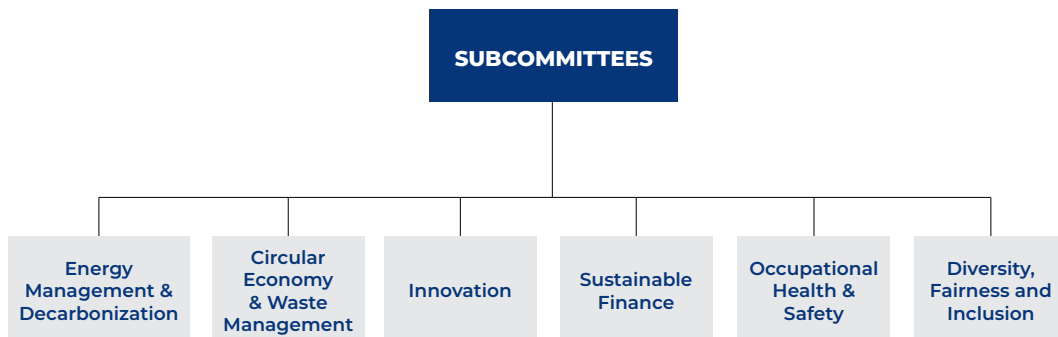 SUBCOMMITTEES
Energy
Management &
Decarbonization
Circular
Economy
& Waste
Management
Innovation
Sustainable
Finance
Occupational
Health &
Safety
Diversity,
Fairness and
Inclusion